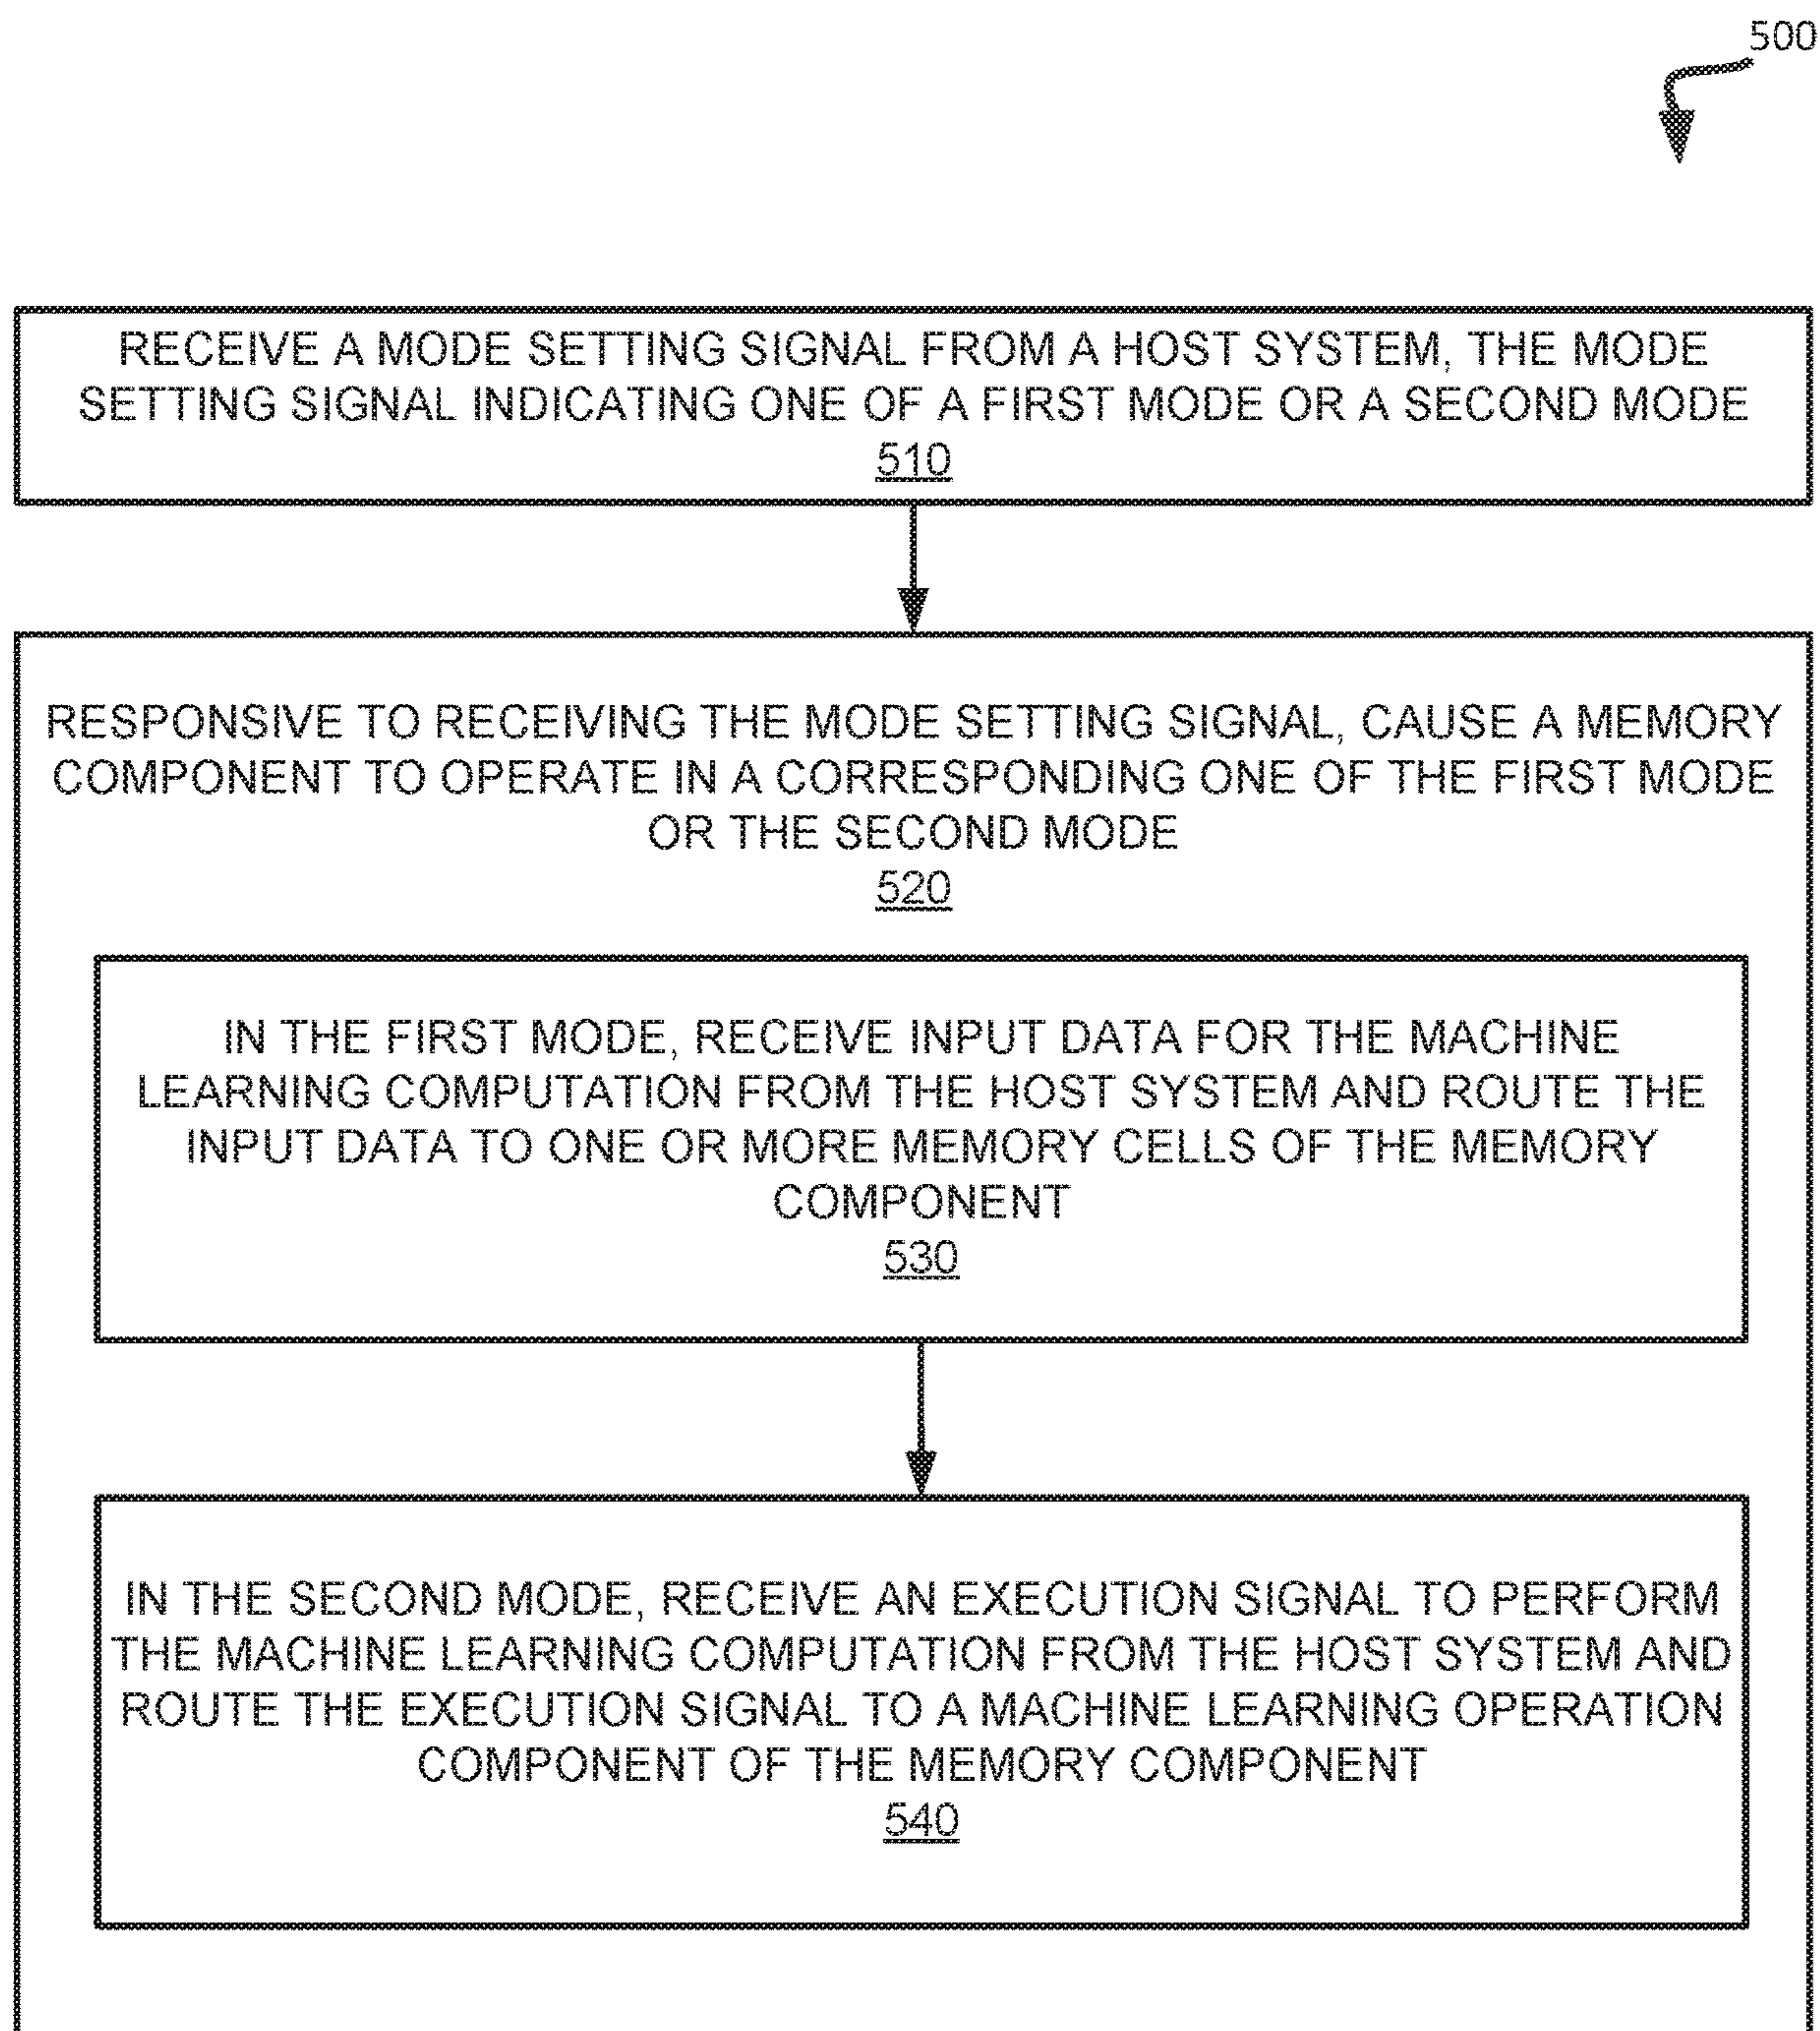 500
RECEIVE A MODE SETTING SIGNAL FROM A HOST SYSTEM, THE MODE
SETTING SIGNAL INDICATING ONE OF A FIRST MODE OR A SECOND MODE
510
RESPONSIVE TO RECEIVING THE MODE SETTING SIGNAL, CAUSE A MEMORY
COMPONENT TO OPERATE IN A CORRESPONDING ONE OF THE FIRST MODE
OR THE SECOND MODE
520
IN THE FIRST MODE, RECEIVE INPUT DATA FOR THE MACHINE
LEARNING COMPUTATION FROM THE HOST SYSTEM AND ROUTE THE
INPUT DATA TO ONE OR MORE MEMORY CELLS OF THE MEMORY
COMPONENT
530
IN THE SECOND MODE, RECEIVE AN EXECUTION SIGNAL TO PERFORM
THE MACHINE LEARNING COMPUTATION FROM THE HOST SYSTEM AND
ROUTE THE EXECUTION SIGNAL TO A MACHINE LEARNING OPERATION
COMPONENT OF THE MEMORY COMPONENT
540